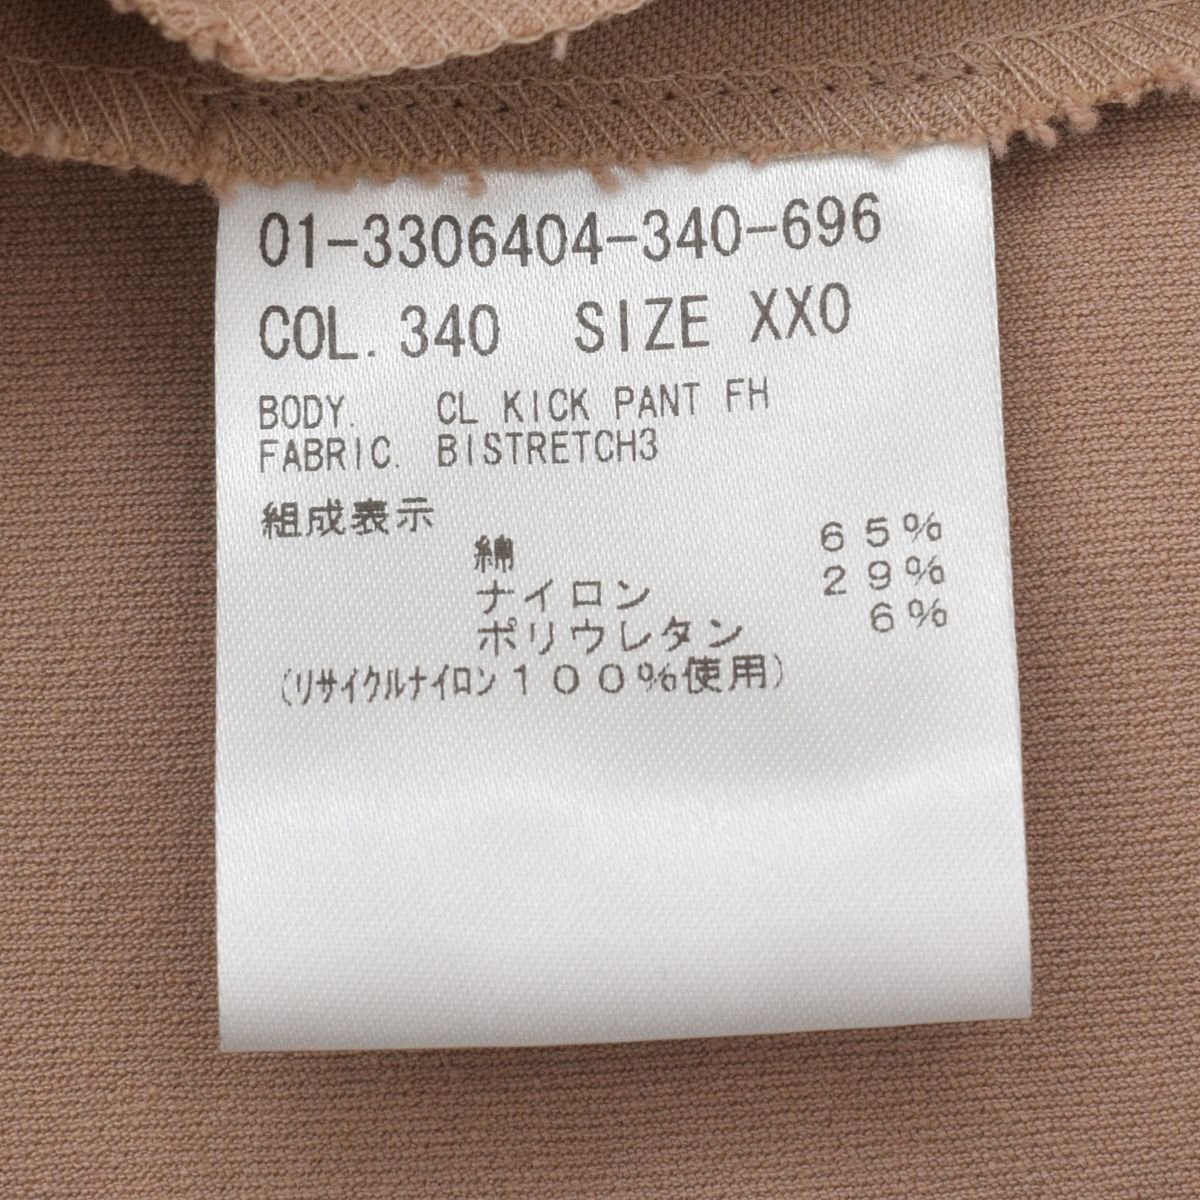 01-3306404-340-696
COL. 340 SIZE XXO
BODY. CL KICK PANT FH
FABRIC. BISTRETCH3
組成表示
綿 65%
ナイロン 29%
ポリウレタン 6%
(リサイクルナイロン100%使用)